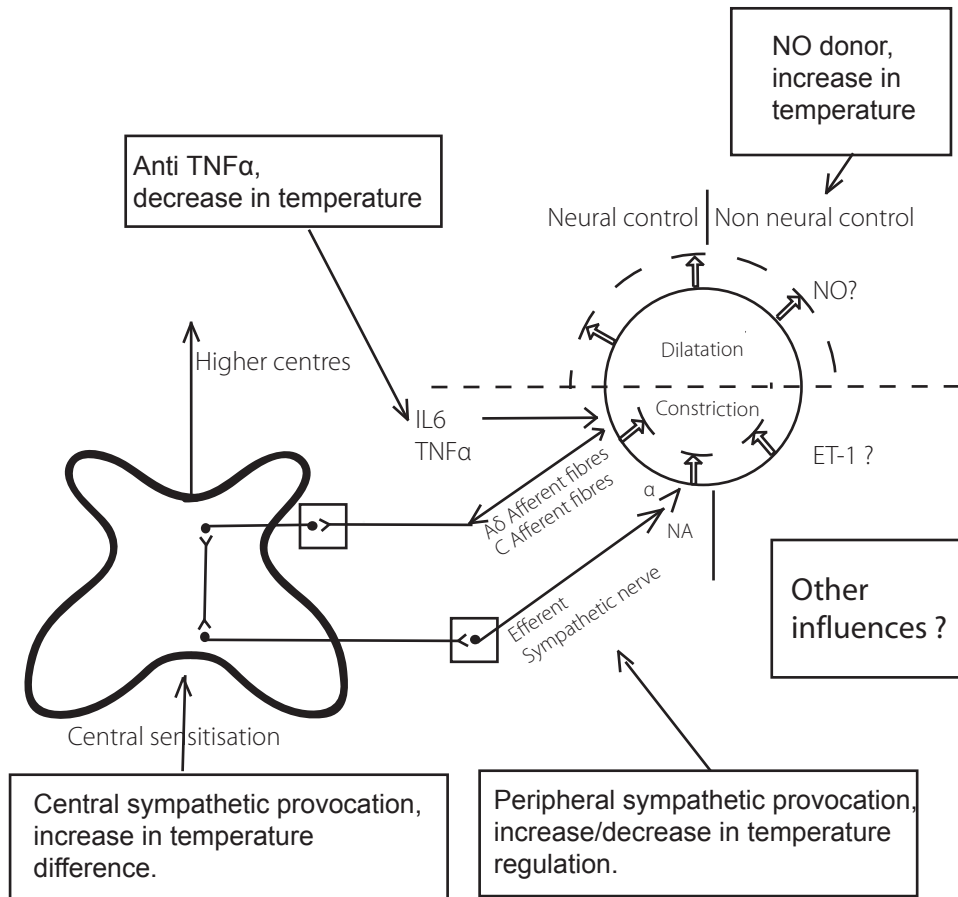 NO donor,
increase in
temperature
Anti TNFα,
decrease in temperature
Neural control
Non neural control
NO?
Higher centres
Dilatation
Constriction
IL6
TNFα
ET-1 ?
Aδ Afferent fibres
C Afferent fibres
α
NA
Efferent
Sympathetic nerve
Other
influences ?
Central sensitisation
Central sympathetic provocation,
increase in temperature
difference.
Peripheral sympathetic provocation,
increase/decrease in temperature
regulation.